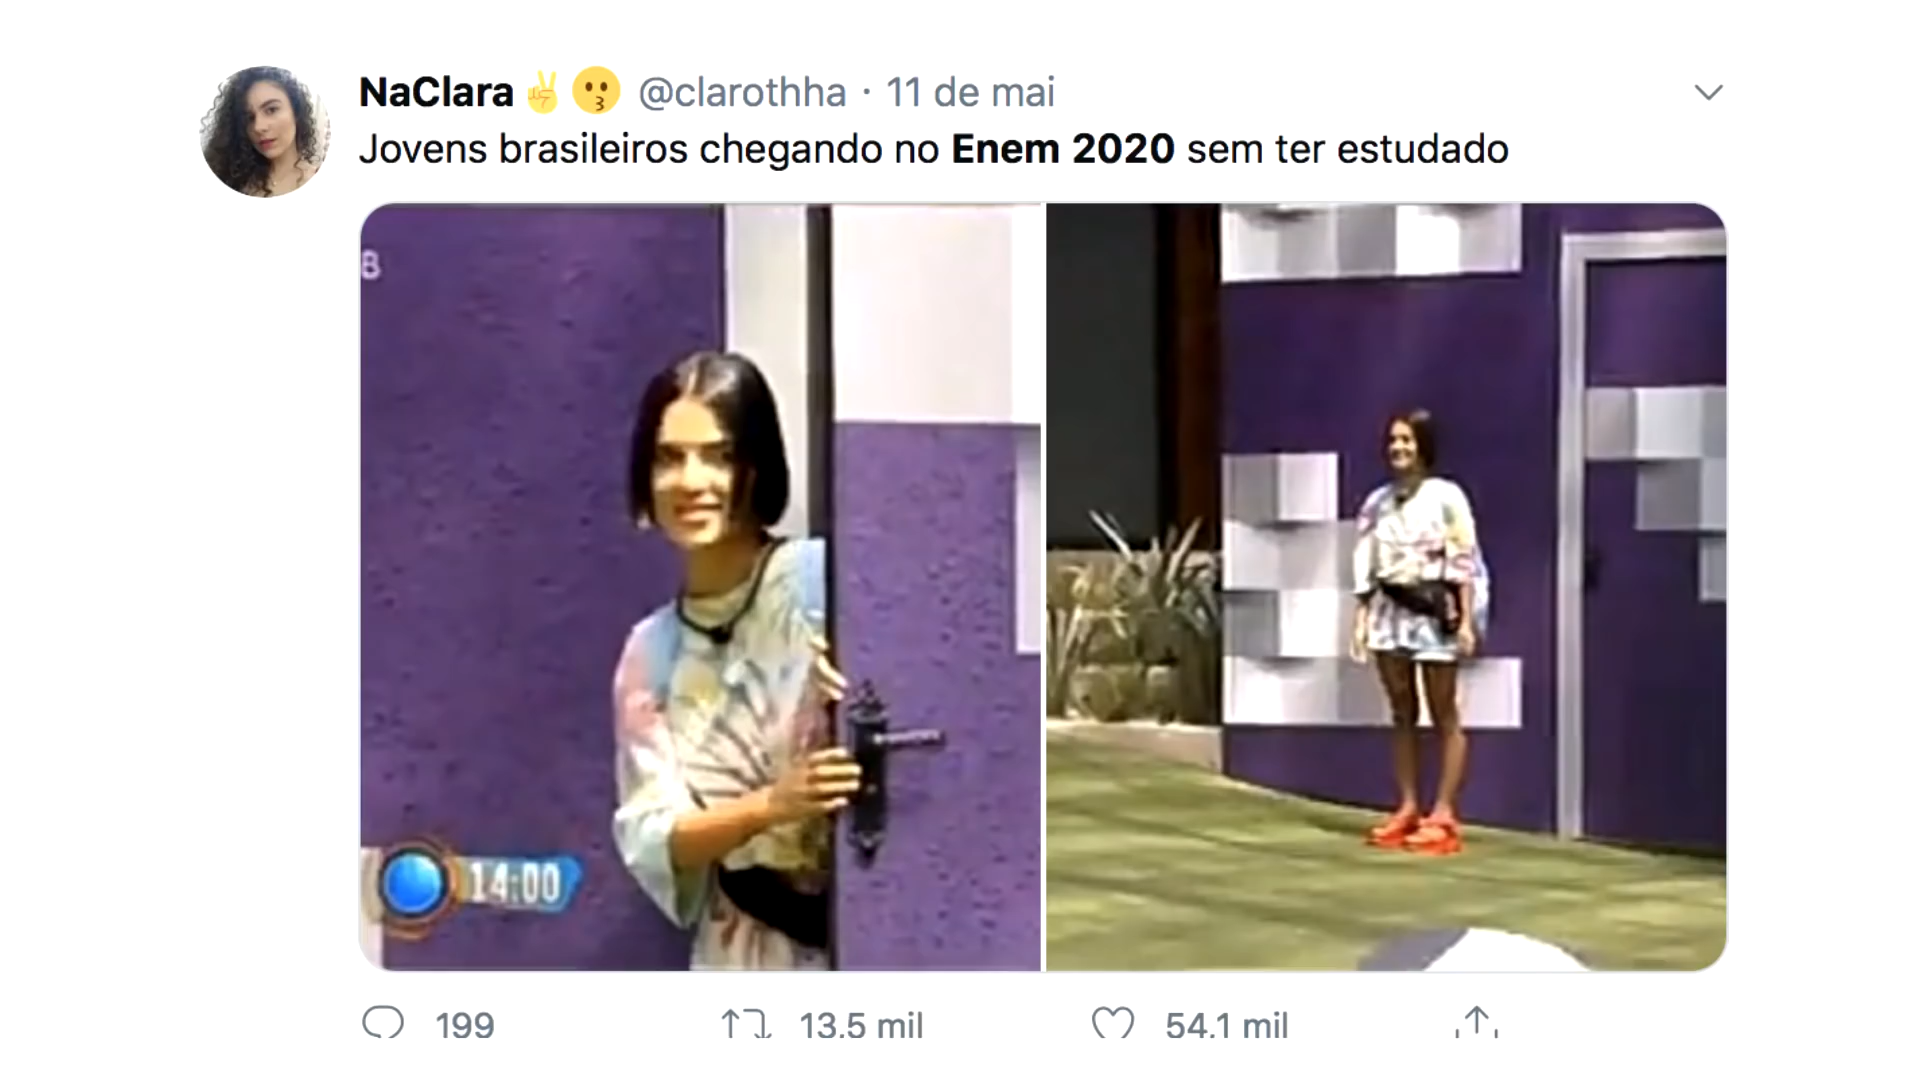 NaClara✌😗 @clarothha · 11 de mai
Jovens brasileiros chegando no Enem 2020 sem ter estudado
B
14:00
199 13,5 mil 54,1 mil